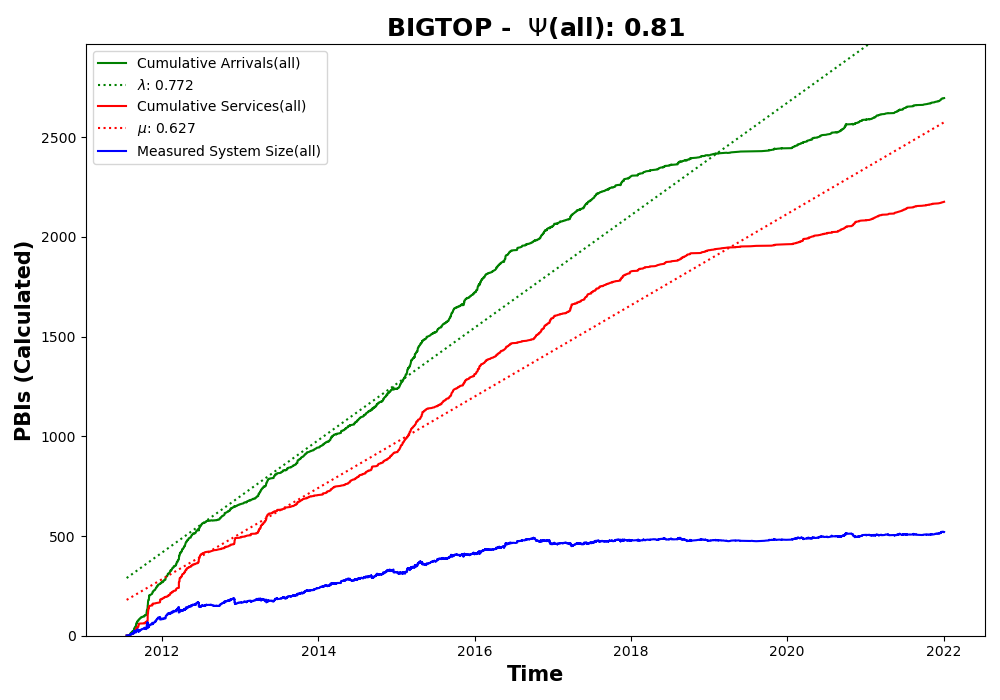 BIGTOP - Ψ(all): 0.81
Cumulative Arrivals(all)
λ: 0.772
Cumulative Services(all)
μ: 0.627
Measured System Size(all)
PBIs (Calculated)
2500
2000
1500
1000
500
0
2012 2014 2016 2018 2020 2022
Time